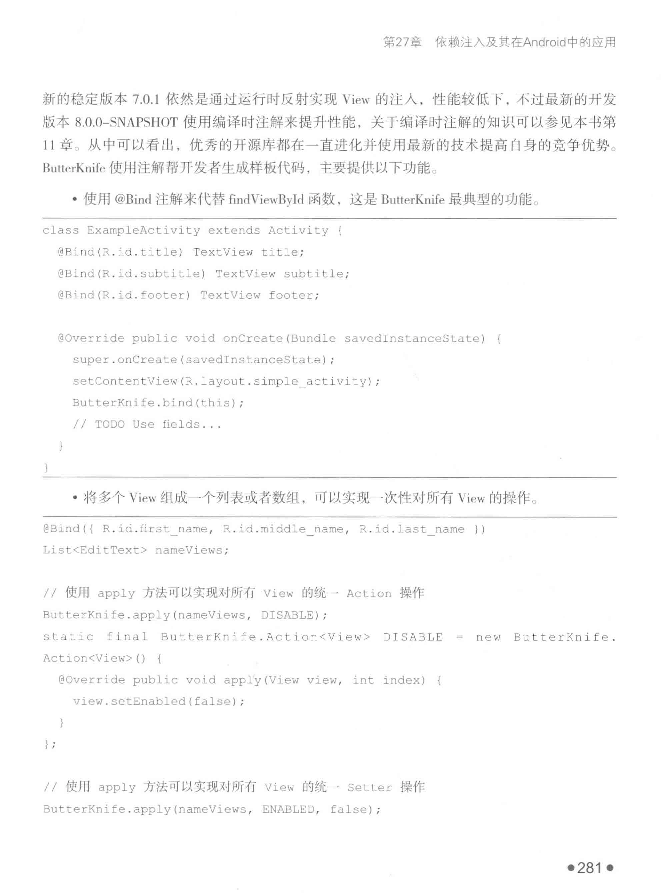 第27章 依赖注入及其在Android中的应用
新的稳定版本 7.0.1 依然是通过运行时反射实现 View 的注入，性能较低下，不过最新的开发
版本 8.0.0-SNAPSHOT 使用编译时注解来提升性能，关于编译时注解的知识可以参见本书第
11 章。从中可以看出，优秀的开源库都在一直进化并使用最新的技术提高自身的竞争优势。
ButterKnife 使用注解帮开发者生成样板代码，主要提供以下功能。
• 使用 @Bind 注解来代替 findViewById 函数，这是 ButterKnife 最典型的功能。
class ExampleActivity extends Activity {
@Bind(R.id.title) TextView title;
@Bind(R.id.subtitle) TextView subtitle;
@Bind(R.id.footer) TextView footer;
@Override public void onCreate(Bundle savedInstanceState) {
super.onCreate(savedInstanceState);
setContentView(R.layout.simple_activity);
ButterKnife.bind(this);
// TODO Use fields...
}
}
• 将多个 View 组成一个列表或者数组，可以实现一次性对所有 View 的操作。
@Bind({ R.id.first_name, R.id.middle_name, R.id.last_name })
List<EditText> nameViews;
// 使用 apply 方法可以实现对所有 View 的统一 Action 操作
ButterKnife.apply(nameViews, DISABLE);
static final ButterKnife.Action<View> DISABLE = new ButterKnife.
Action<View>() {
@Override public void apply(View view, int index) {
view.setEnabled(false);
}
};
// 使用 apply 方法可以实现对所有 View 的统一 Setter 操作
ButterKnife.apply(nameViews, ENABLED, false);
•281•